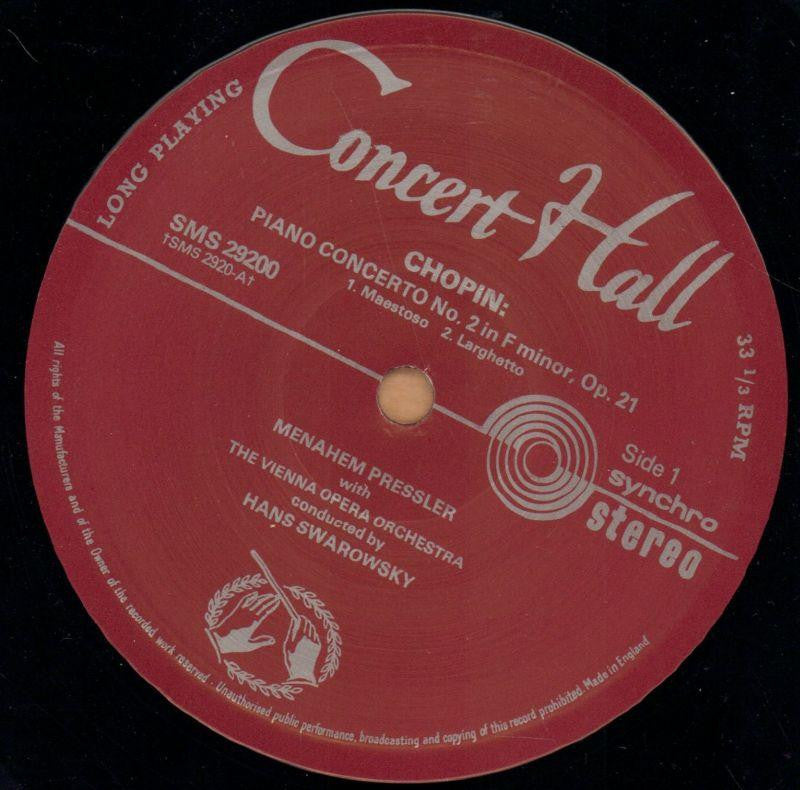 LONG PLAYING
Concert Hall
SMS 29200
†SMS 2920-A†
CHOPIN:
PIANO CONCERTO No. 2 in F minor, Op. 21
1. Maestoso 2. Larghetto
33 1/3 RPM
Side 1
synchro
stereo
MENAHEM PRESSLER
with
THE VIENNA OPERA ORCHESTRA
conducted by
HANS SWAROWSKY
All rights of the Manufacturers and of the Owner of the recorded work reserved. Unauthorised public performance, broadcasting and copying of this record prohibited. Made in England